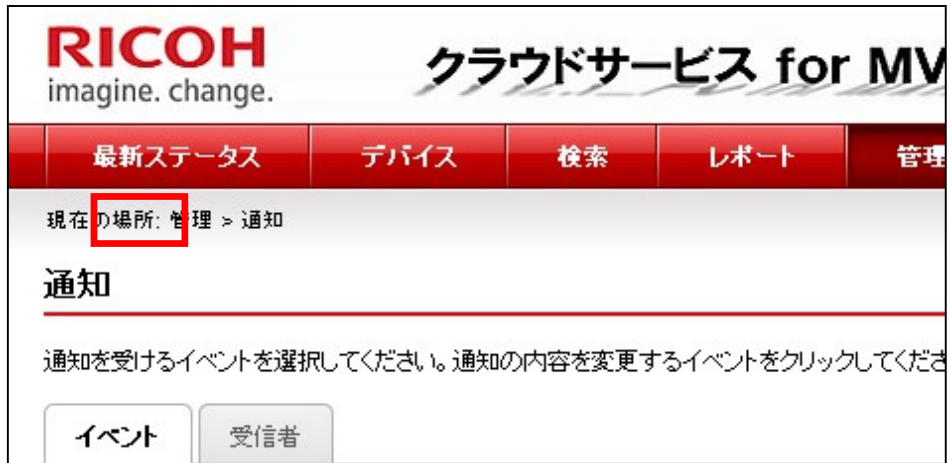 RICOH
imagine. change.
クラウドサービス for MV
最新ステータス デバイス 検索 レポート 管理
現在の場所: 管理 > 通知
通知
通知を受けるイベントを選択してください。通知の内容を変更するイベントをクリックしてくださ
イベント 受信者